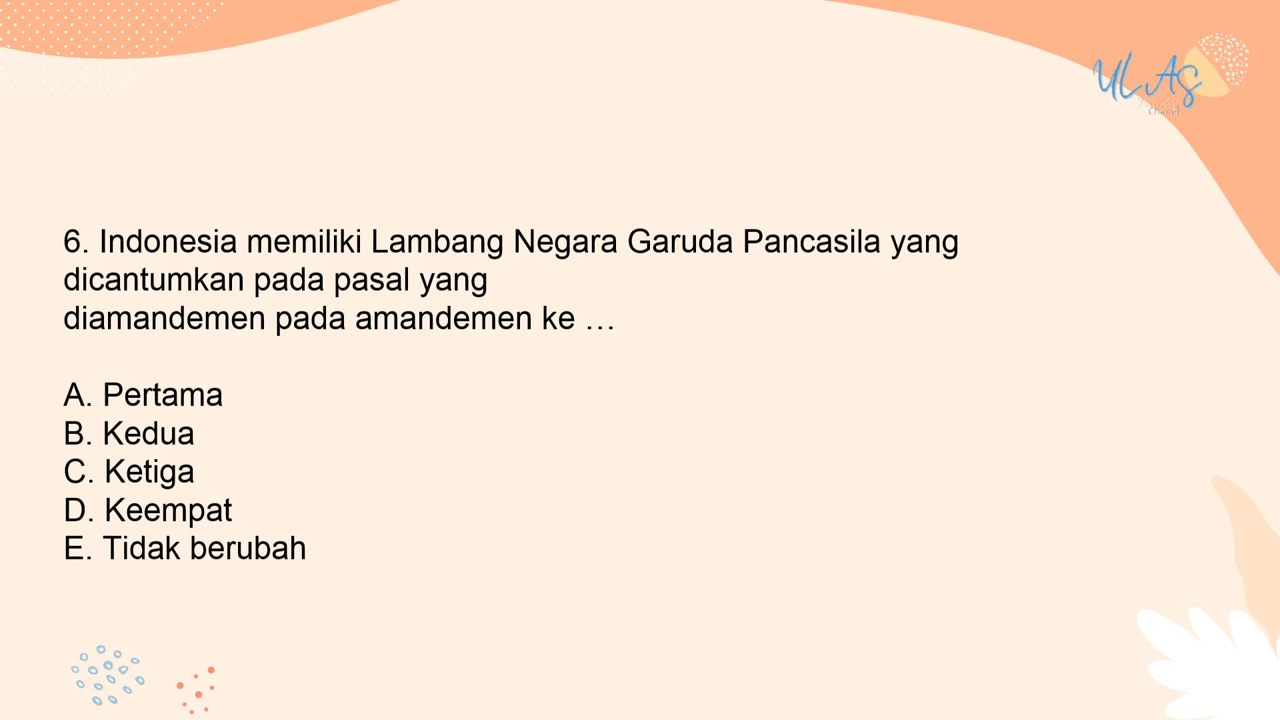 ULAS
Chanel
6. Indonesia memiliki Lambang Negara Garuda Pancasila yang
dicantumkan pada pasal yang
diamandemen pada amandemen ke …
A. Pertama
B. Kedua
C. Ketiga
D. Keempat
E. Tidak berubah